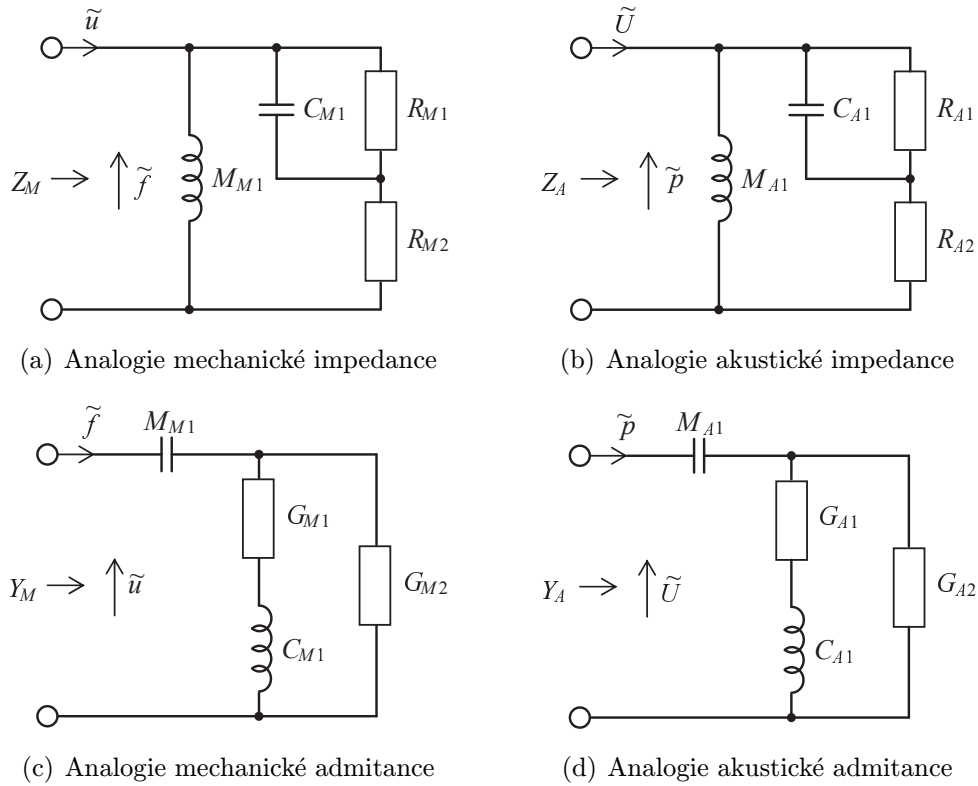 ũ
Ũ
C_M1
R_M1
C_A1
R_A1
Z_M
f̃
M_M1
Z_A
p̃
M_A1
R_M2
R_A2
(a) Analogie mechanické impedance
(b) Analogie akustické impedance
f̃
M_M1
p̃
M_A1
G_M1
G_A1
Y_M
ũ
G_M2
Y_A
Ũ
G_A2
C_M1
C_A1
(c) Analogie mechanické admitance
(d) Analogie akustické admitance